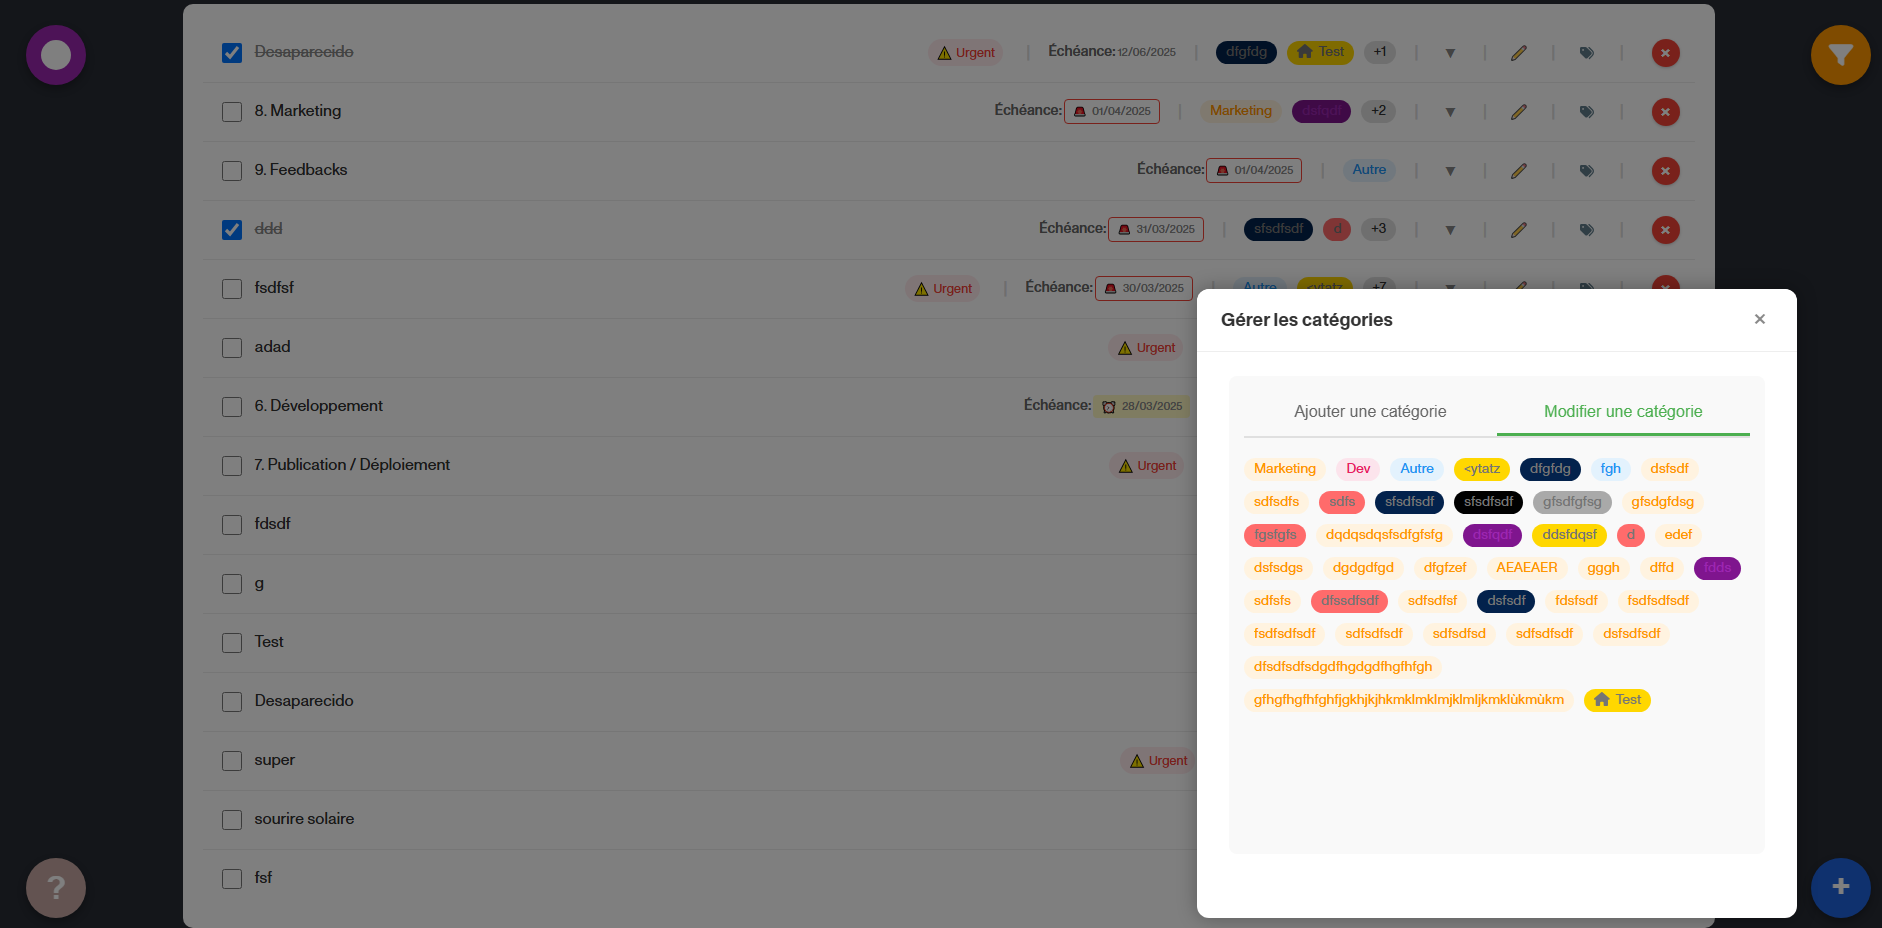 Desaparecido Urgent | Échéance: 12/06/2025 | dfgfdg Test +1
8. Marketing Échéance: 01/04/2025 | Marketing dsfqdf +2
9. Feedbacks Échéance: 01/04/2025 | Autre
ddd Échéance: 31/03/2025 | sfsdfsdf d +3
fsdfsf Urgent | Échéance: 30/03/2025 | Autre <ytatz +7
adad Urgent
6. Développement Échéance: 28/03/2025
7. Publication / Déploiement Urgent
fdsdf
g
Test
Desaparecido
super Urgent
sourire solaire
fsf
?
+
Gérer les catégories ×
Ajouter une catégorie Modifier une catégorie
Marketing Dev Autre <ytatz dfgfdg fgh dsfsdf
sdfsdfs sdfs sfsdfsdf sfsdfsdf gfsdfgfsg gfsdgfdsg
fgsfgfs dqdqsdqsfsdfgfsfg dsfqdf ddsfdqsf d edef
dsfsdgs dgdgdfgd dfgfzef AEAEAER gggh dffd fdds
sdfsfs dfssdfsdf sdfsdfsf dsfsdf fdsfsdf fsdfsdfsdf
fsdfsdfsdf sdfsdfsdf sdfsdfsd sdfsdfsdf dsfsdfsdf
dfsdfsdfsdgdfhgdgdfhgfhfgh
gfhgfhgfhfghfjgkhjkjhkmklmklmjklmljkmklùkmùkm Test